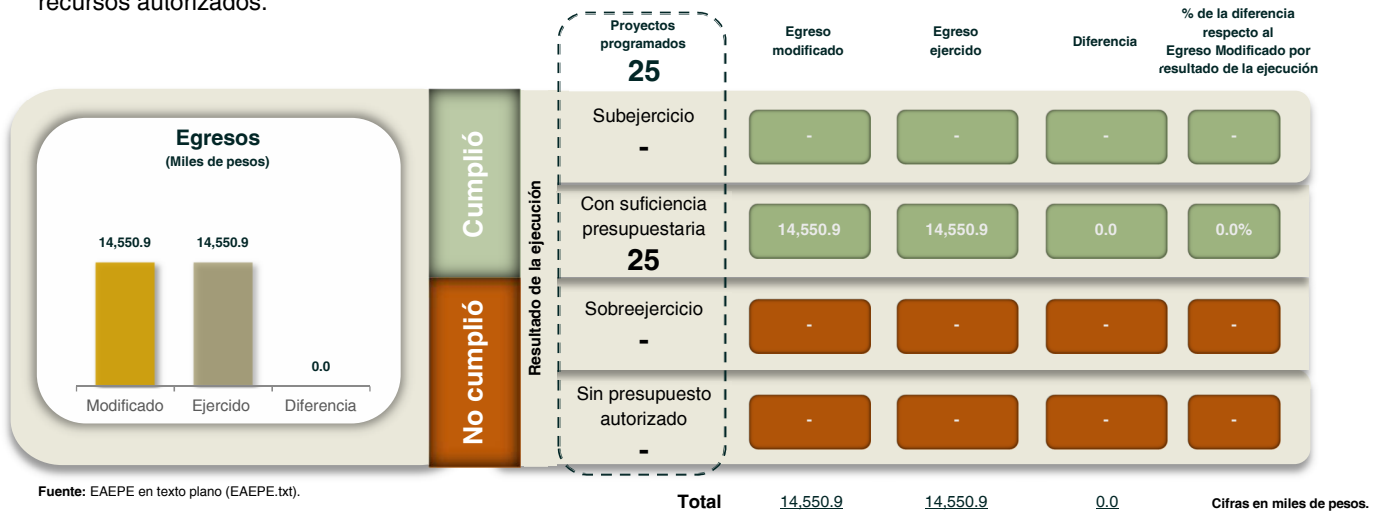 recursos autorizados.
Proyectos
programados
25
Egreso
modificado
Egreso
ejercido
Diferencia
% de la diferencia
respecto al
Egreso Modificado por
resultado de la ejecución
Egresos
(Miles de pesos)
14,550.9
14,550.9
0.0
Modificado
Ejercido
Diferencia
Cumplió
No cumplió
Resultado de la ejecución
Subejercicio
-
-
-
-
-
Con suficiencia
presupuestaria
25
14,550.9
14,550.9
0.0
0.0%
Sobreejercicio
-
-
-
-
-
Sin presupuesto
autorizado
-
-
-
-
-
Fuente: EAEPE en texto plano (EAEPE.txt).
Total 14,550.9 14,550.9 0.0
Cifras en miles de pesos.